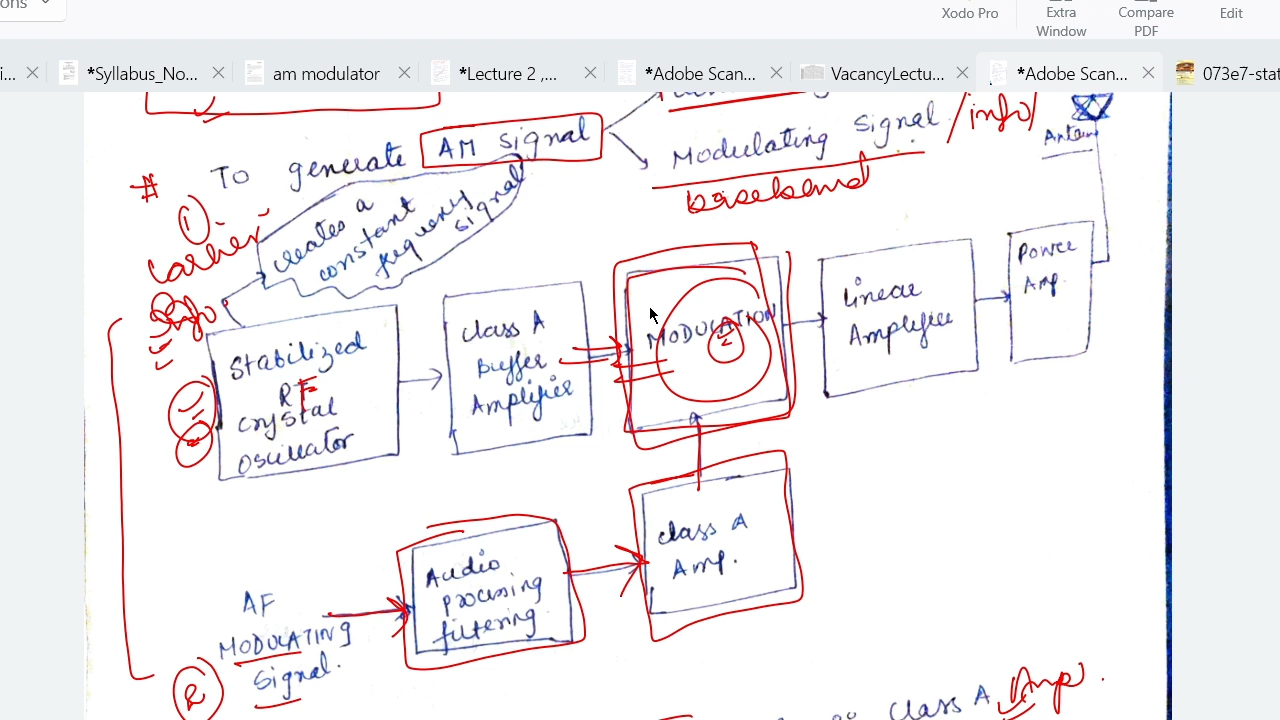 Xodo Pro
Extra
Window
Compare
PDF
Edit
*Syllabus_No...
am modulator
*Lecture 2 ,...
*Adobe Scan...
VacancyLectu...
*Adobe Scan...
073e7-stat
# To generate AM signal
Modulating signal /info
baseband
Antenn
① carrier
creates a
constant
frequency
signal
Info
Stabilized
RF
crystal
oscillator
class A
Buffer
Amplifier
MODULATION
linear
Amplifier
Power
Amp.
AF
MODULATING
signal.
②
Audio
processing
filtering
class A
Amp.
class A Amp.